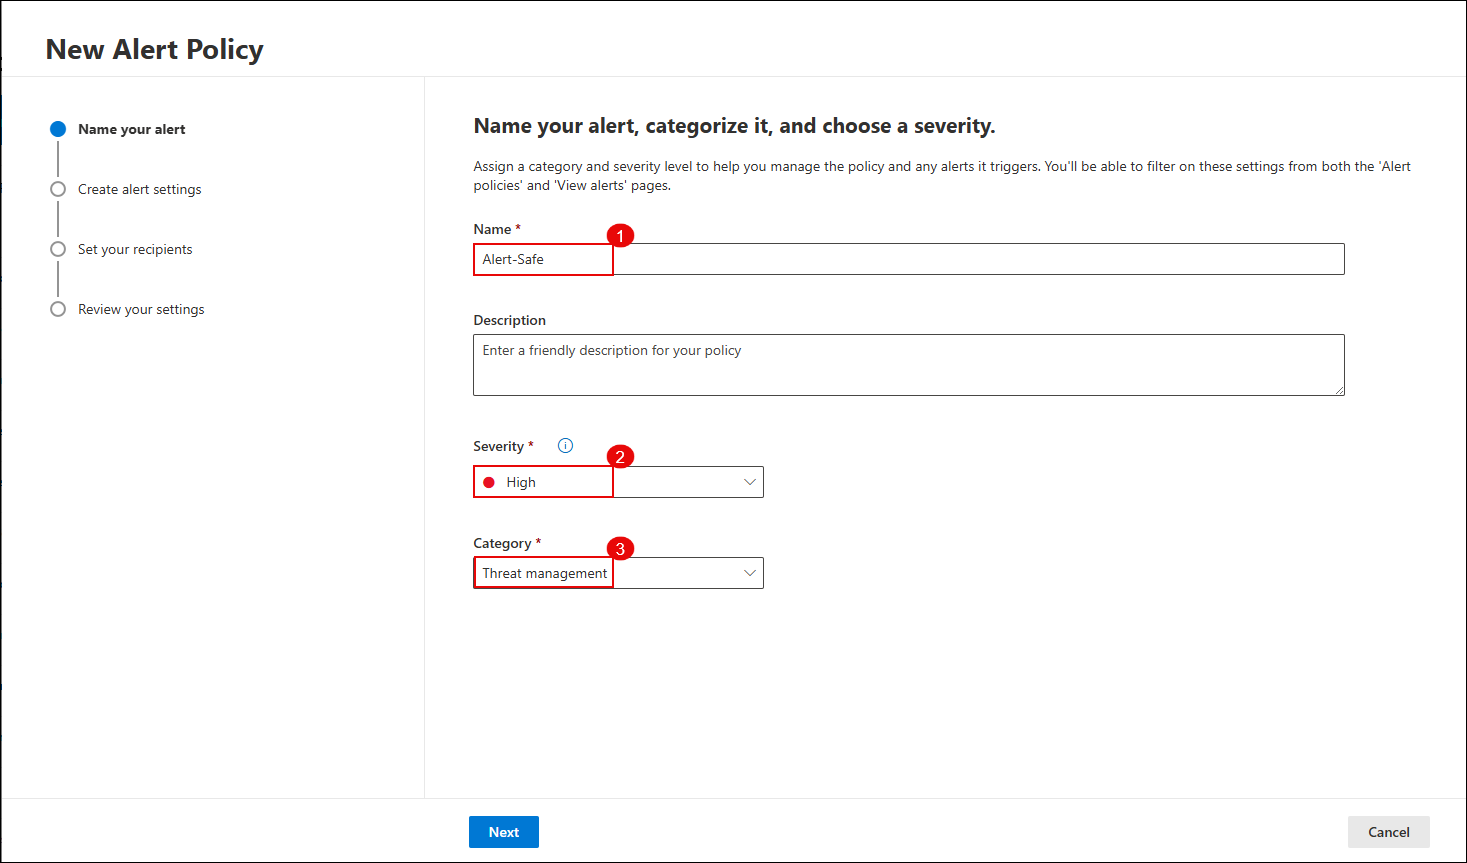 New Alert Policy
Name your alert
Create alert settings
Set your recipients
Review your settings
Name your alert, categorize it, and choose a severity.
Assign a category and severity level to help you manage the policy and any alerts it triggers. You'll be able to filter on these settings from both the 'Alert
policies' and 'View alerts' pages.
Name *
1
Alert-Safe
Description
Enter a friendly description for your policy
Severity *
2
High
Category *
3
Threat management
Next
Cancel